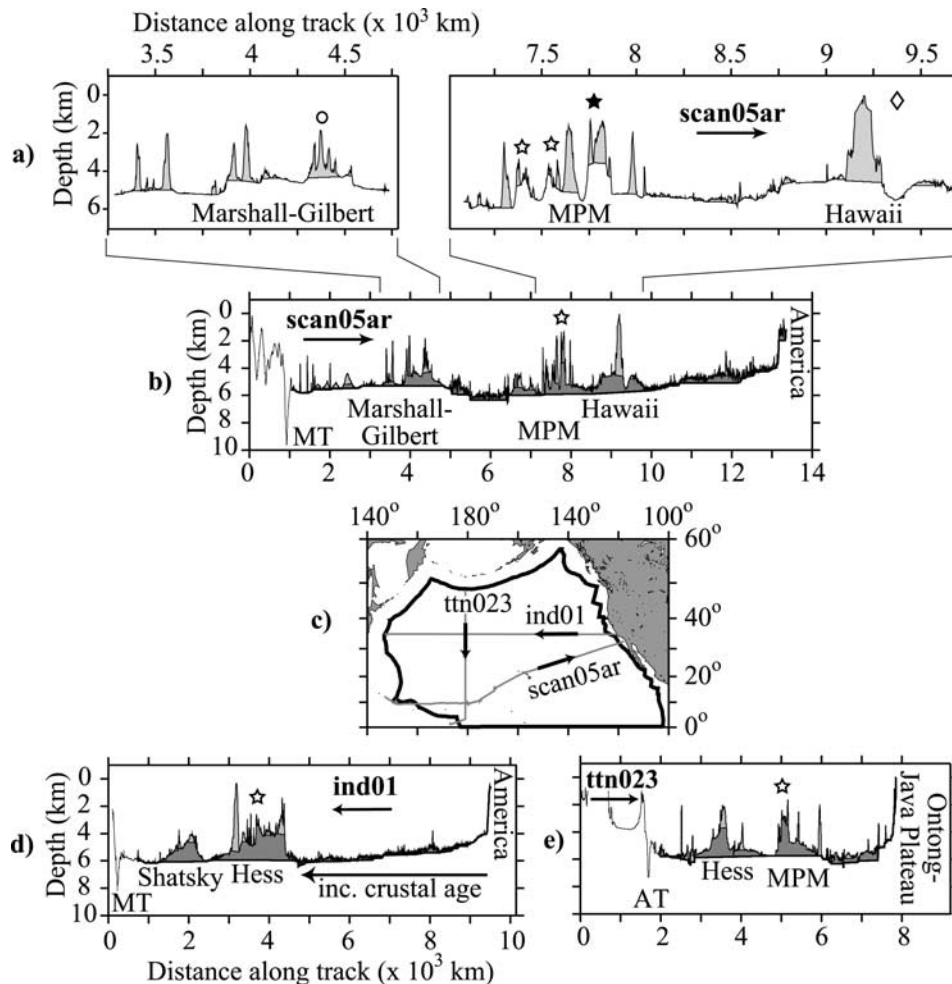 Distance along track (x 10³ km)
3.5 4 4.5 7.5 8 8.5 9 9.5
a)
Depth (km)
0
2
4
6
scan05ar
Marshall-Gilbert
MPM
Hawaii
b)
Depth (km)
0
2
4
6
8
10
scan05ar
America
Marshall-
Gilbert
MT
MPM
Hawaii
0 2 4 6 8 10 12 14
140° 180° 140° 100°
60°
40°
20°
0°
c)
ttn023
ind01
scan05ar
d)
Depth (km)
0
2
4
6
8
10
ind01
America
Shatsky
Hess
MT
inc. crustal age
0 2 4 6 8 10
Distance along track (x 10³ km)
e)
ttn023
Ontong-
Java Plateau
Hess
MPM
AT
0 2 4 6 8